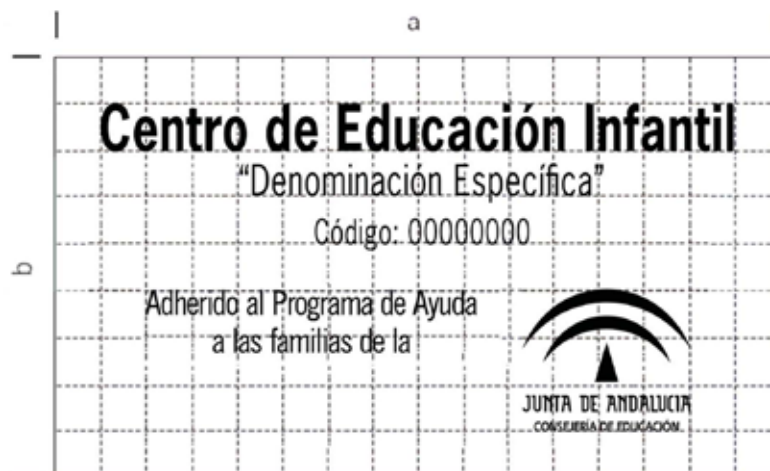 a
b
Centro de Educación Infantil
“Denominación Específica”
Código: 00000000
Adherido al Programa de Ayuda
a las familias de la
JUNTA DE ANDALUCIA
CONSEJERÍA DE EDUCACIÓN